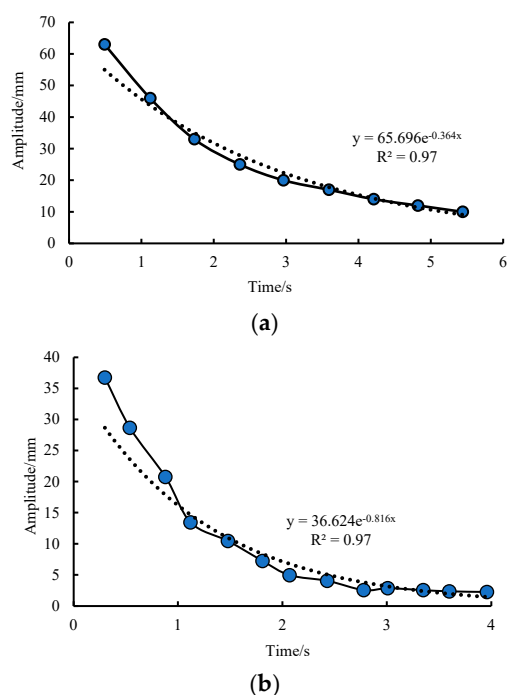 70
60
50
40
30
20
10
0
Amplitude/mm
y = 65.696e^-0.364x
R² = 0.97
0 1 2 3 4 5 6
Time/s
(a)
40
35
30
25
20
15
10
5
0
Amplitude/mm
y = 36.624e^-0.816x
R² = 0.97
0 1 2 3 4
Time/s
(b)